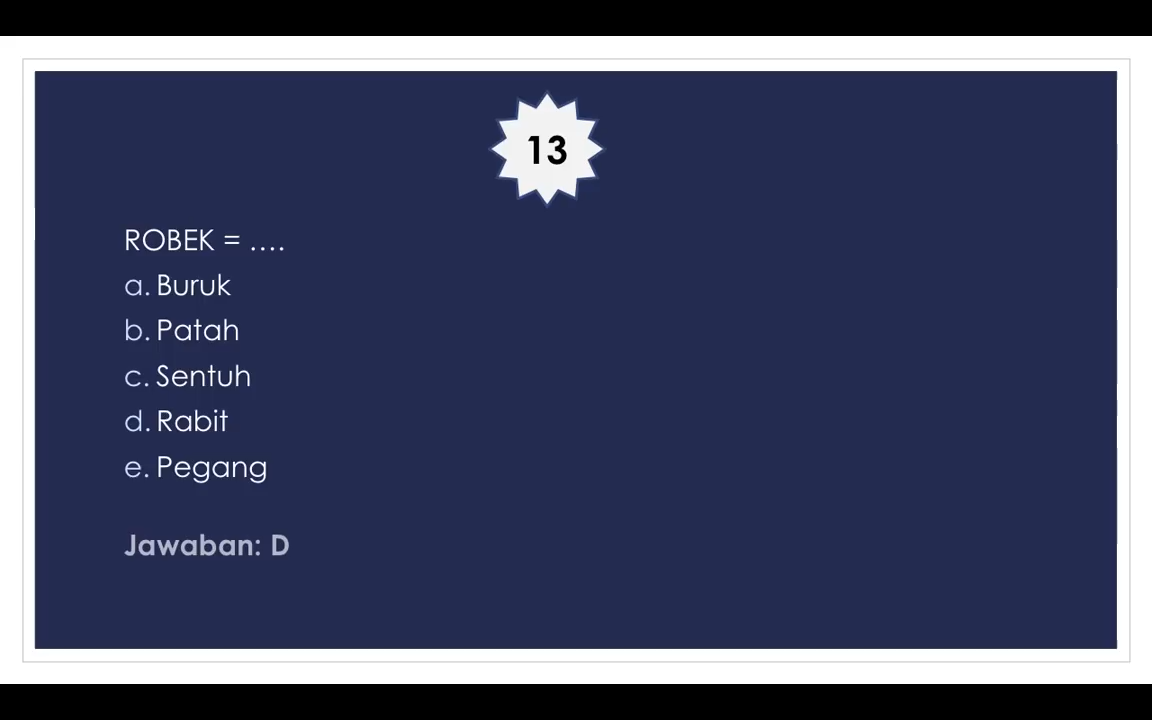 13
ROBEK = ....
a. Buruk
b. Patah
c. Sentuh
d. Rabit
e. Pegang
Jawaban: D